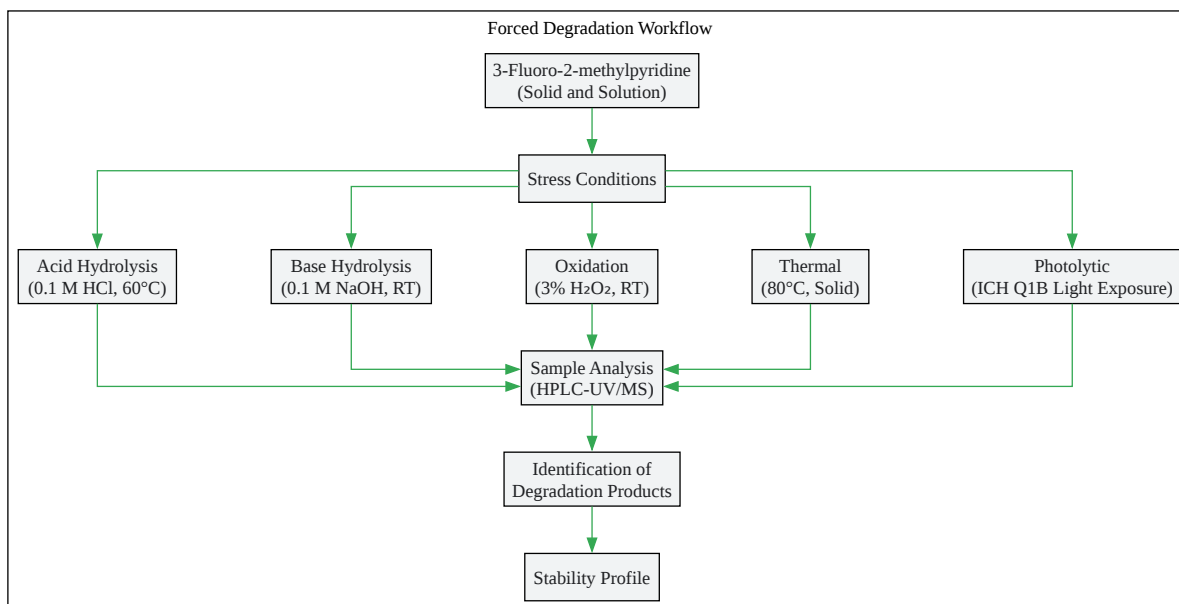 Forced Degradation Workflow
3-Fluoro-2-methylpyridine
(Solid and Solution)
Stress Conditions
Acid Hydrolysis
(0.1 M HCl, 60°C)
Base Hydrolysis
(0.1 M NaOH, RT)
Oxidation
(3% H₂O₂, RT)
Thermal
(80°C, Solid)
Photolytic
(ICH Q1B Light Exposure)
Sample Analysis
(HPLC-UV/MS)
Identification of
Degradation Products
Stability Profile